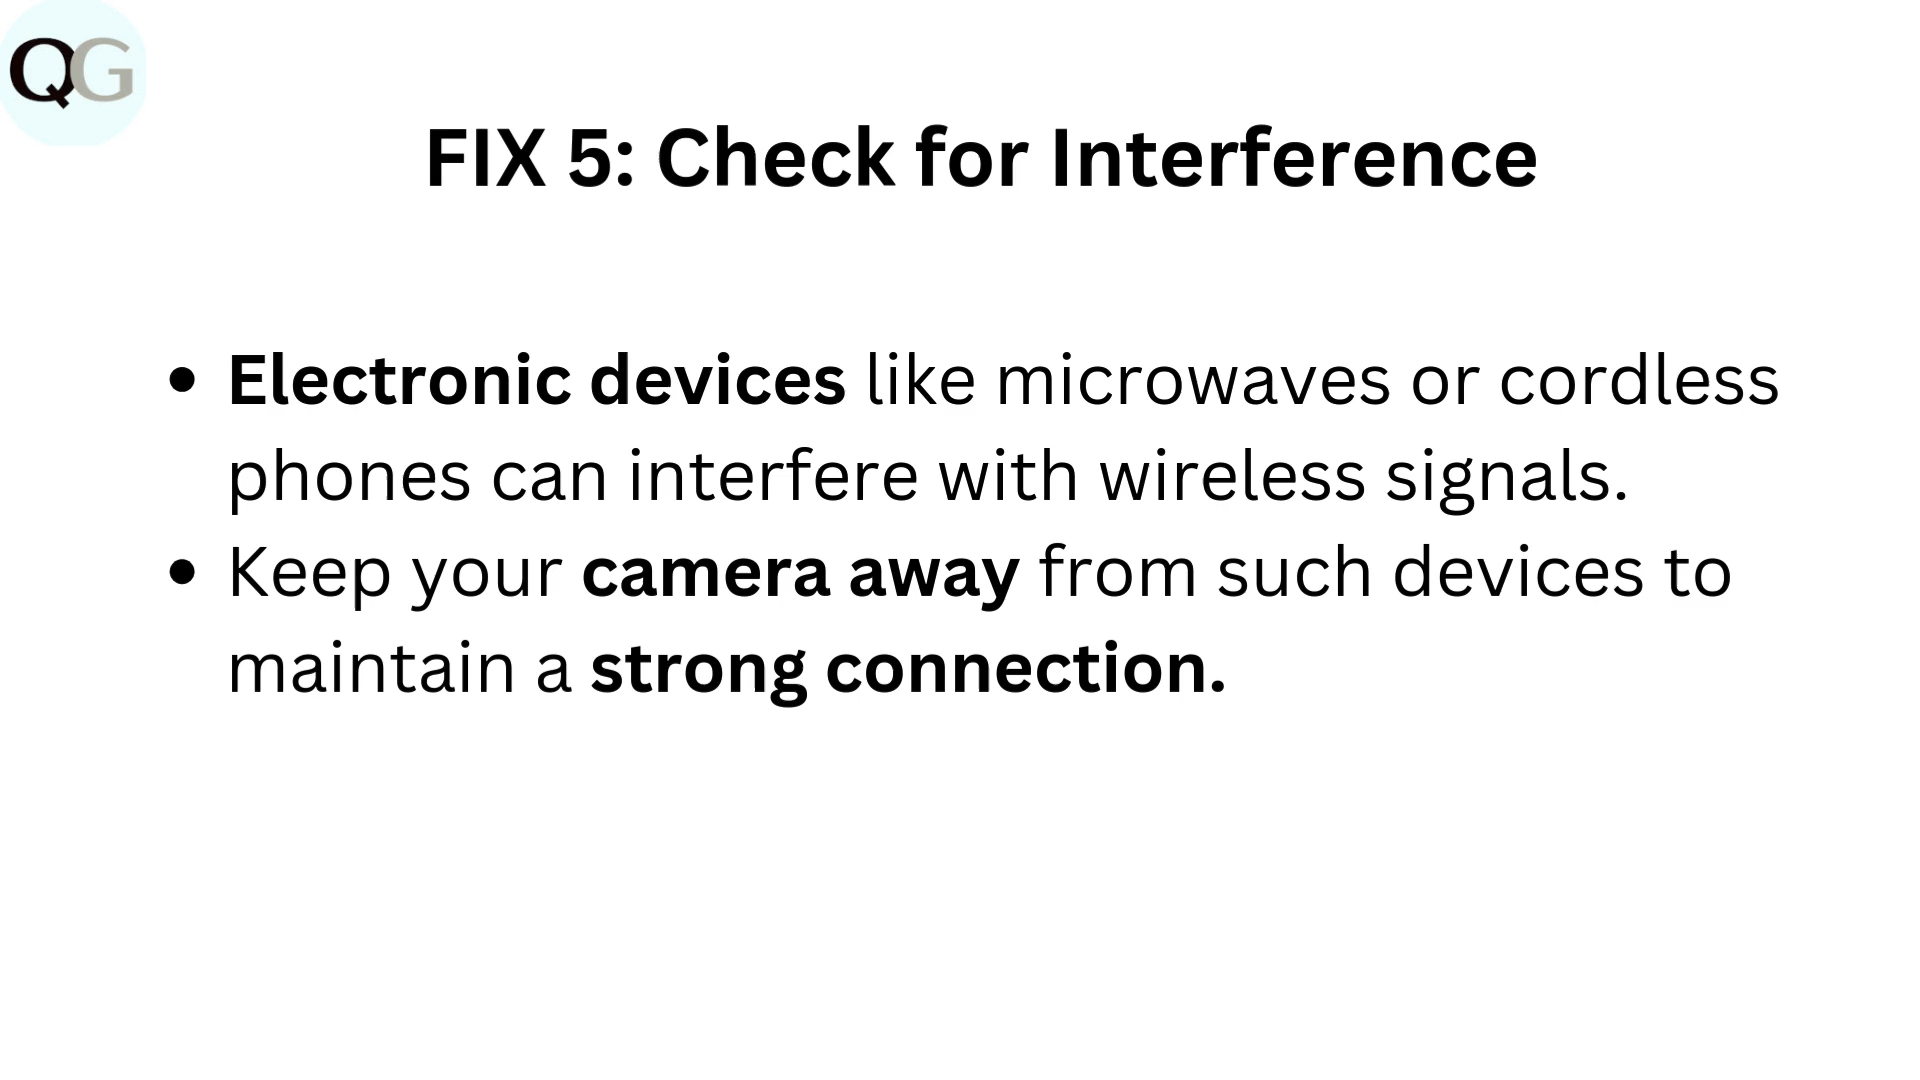 QG
FIX 5: Check for Interference
• Electronic devices like microwaves or cordless
phones can interfere with wireless signals.
• Keep your camera away from such devices to
maintain a strong connection.